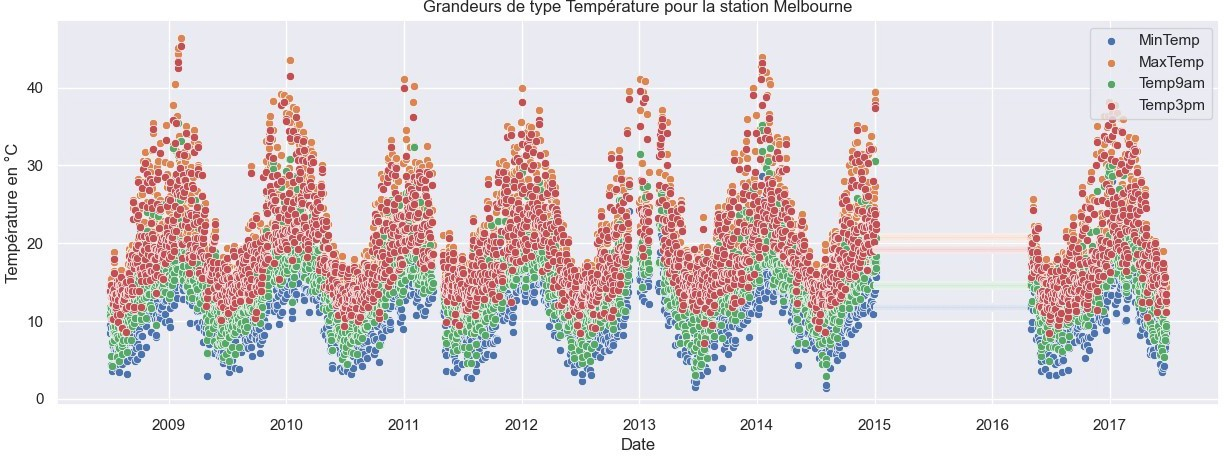 Grandeurs de type Température pour la station Melbourne
MinTemp
MaxTemp
Temp9am
Temp3pm
Température en °C
40
30
20
10
0
2009 2010 2011 2012 2013 2014 2015 2016 2017
Date